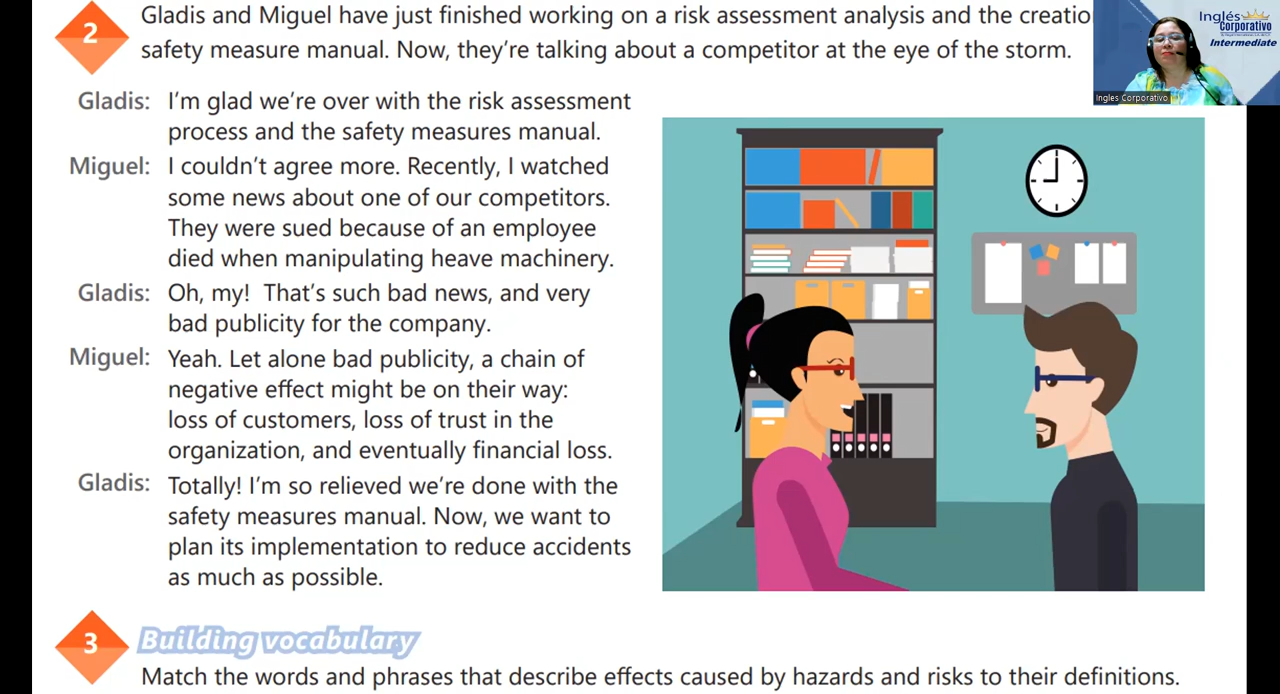 2
Gladis and Miguel have just finished working on a risk assessment analysis and the
safety measure manual. Now, they're talking about a competitor at the eye of the storm.
Inglés
Corporativo
Intermediate
Ingles Corporativo
Gladis: I'm glad we're over with the risk assessment
process and the safety measures manual.
Miguel: I couldn't agree more. Recently, I watched
some news about one of our competitors.
They were sued because of an employee
died when manipulating heave machinery.
Gladis: Oh, my! That's such bad news, and very
bad publicity for the company.
Miguel: Yeah. Let alone bad publicity, a chain of
negative effect might be on their way:
loss of customers, loss of trust in the
organization, and eventually financial loss.
Gladis: Totally! I'm so relieved we're done with the
safety measures manual. Now, we want to
plan its implementation to reduce accidents
as much as possible.
3
Building vocabulary
Match the words and phrases that describe effects caused by hazards and risks to their definitions.